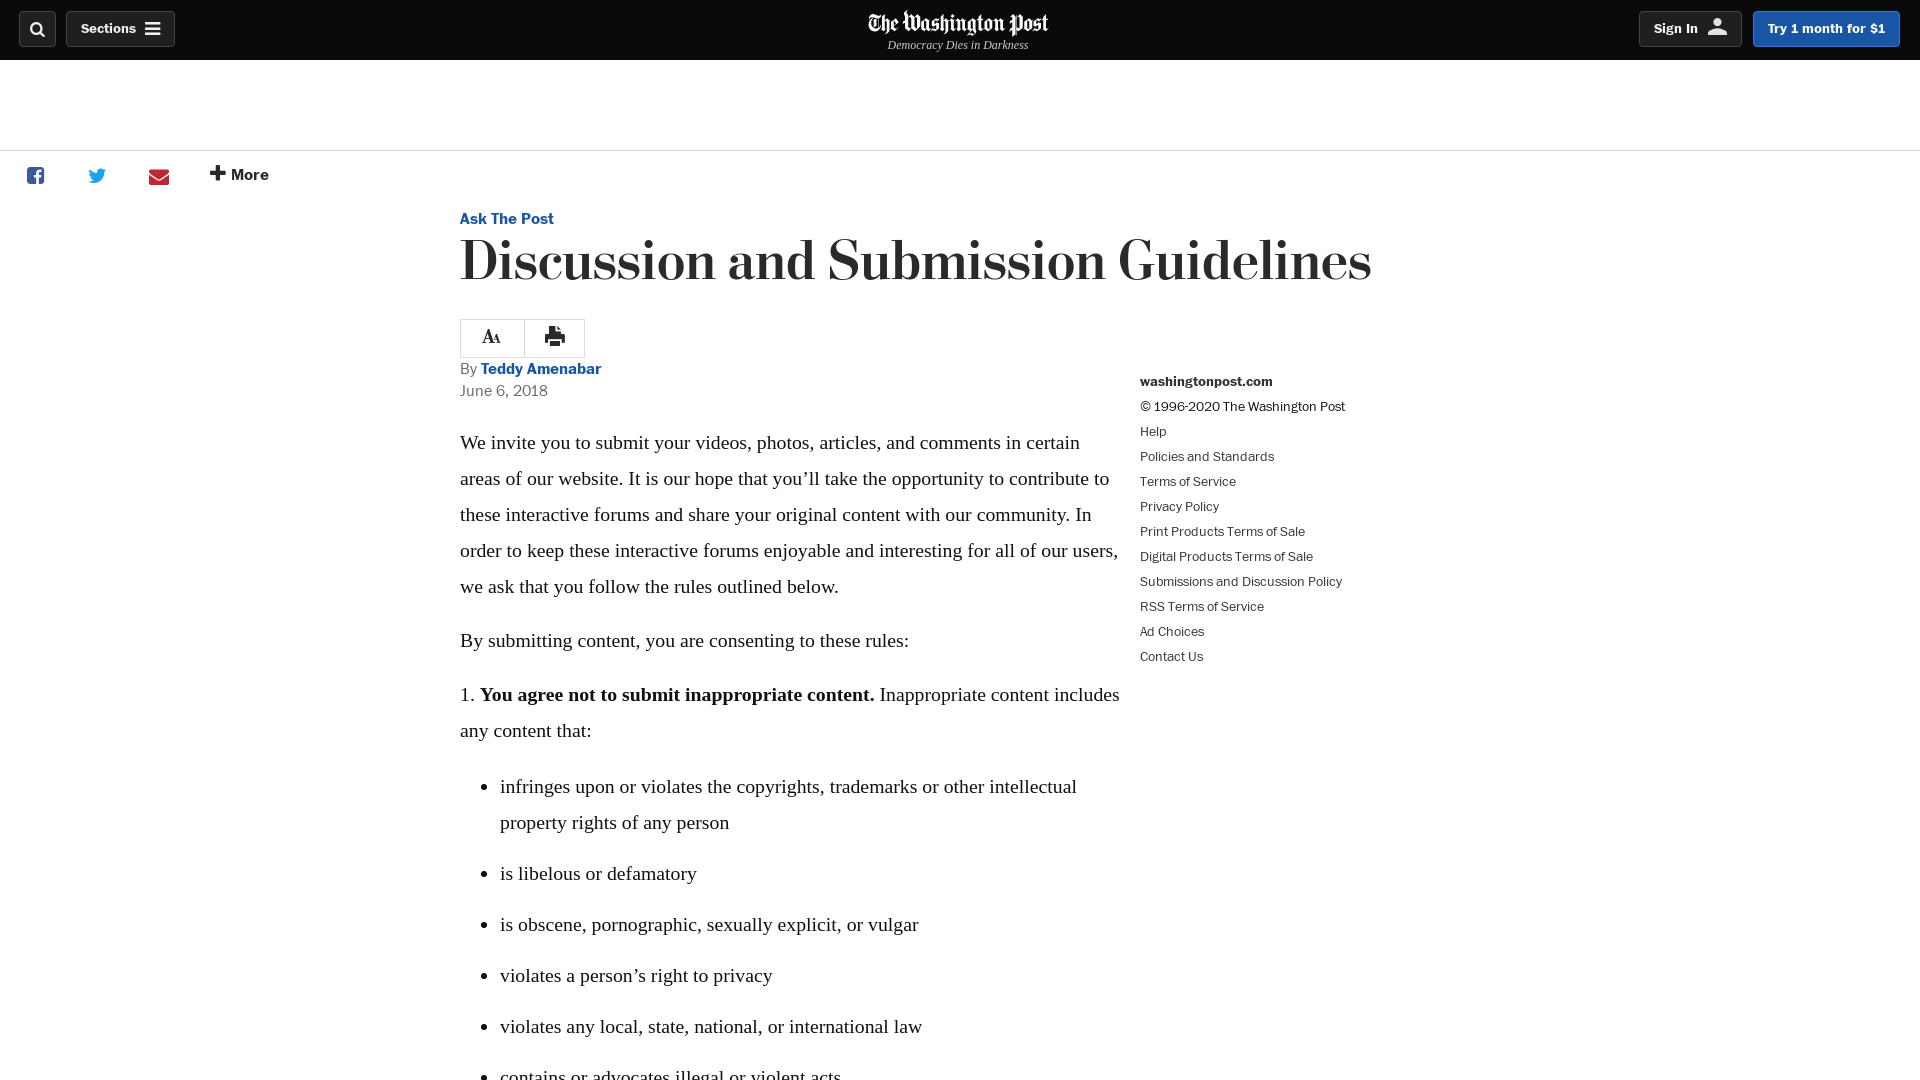 Sections
The Washington Post
Democracy Dies in Darkness
Sign In
Try 1 month for $1
More
Ask The Post
Discussion and Submission Guidelines
AA
By Teddy Amenabar
June 6, 2018
We invite you to submit your videos, photos, articles, and comments in certain
areas of our website. It is our hope that you’ll take the opportunity to contribute to
these interactive forums and share your original content with our community. In
order to keep these interactive forums enjoyable and interesting for all of our users,
we ask that you follow the rules outlined below.
By submitting content, you are consenting to these rules:
1. You agree not to submit inappropriate content. Inappropriate content includes
any content that:
• infringes upon or violates the copyrights, trademarks or other intellectual
property rights of any person
• is libelous or defamatory
• is obscene, pornographic, sexually explicit, or vulgar
• violates a person’s right to privacy
• violates any local, state, national, or international law
• contains or advocates illegal or violent acts
washingtonpost.com
© 1996-2020 The Washington Post
Help
Policies and Standards
Terms of Service
Privacy Policy
Print Products Terms of Sale
Digital Products Terms of Sale
Submissions and Discussion Policy
RSS Terms of Service
Ad Choices
Contact Us